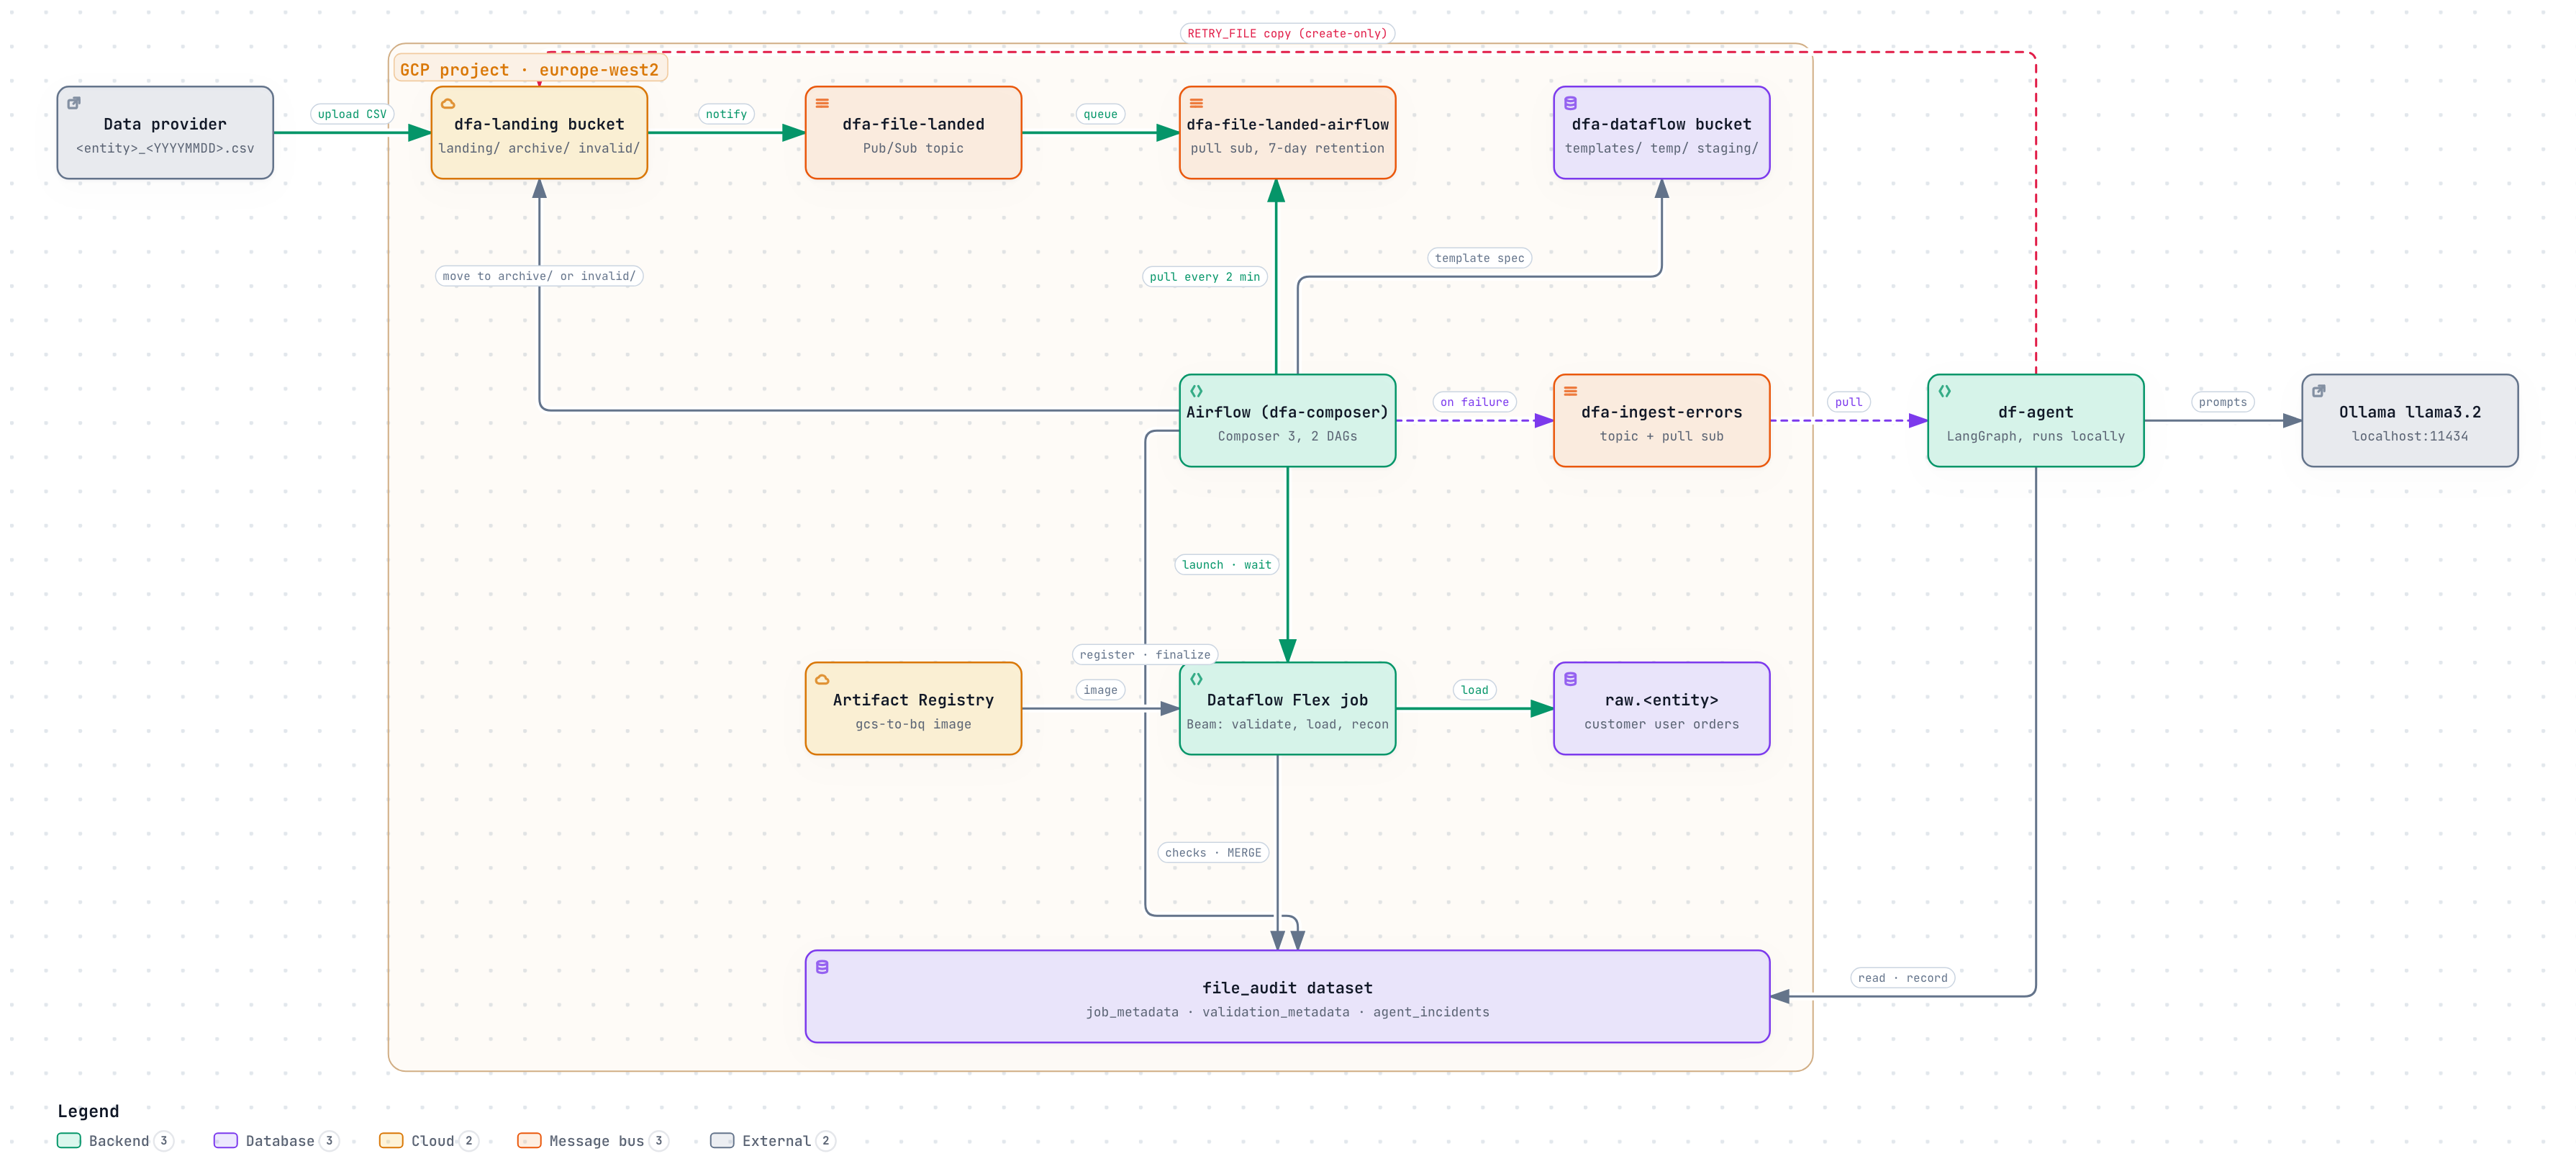 RETRY_FILE copy (create-only)
GCP project · europe-west2
Data provider
<entity>_<YYYYMMDD>.csv
upload CSV
dfa-landing bucket
landing/ archive/ invalid/
notify
dfa-file-landed
Pub/Sub topic
queue
dfa-file-landed-airflow
pull sub, 7-day retention
dfa-dataflow bucket
templates/ temp/ staging/
move to archive/ or invalid/
pull every 2 min
template spec
Airflow (dfa-composer)
Composer 3, 2 DAGs
on failure
dfa-ingest-errors
topic + pull sub
pull
df-agent
LangGraph, runs locally
prompts
Ollama llama3.2
localhost:11434
launch · wait
register · finalize
Artifact Registry
gcs-to-bq image
image
Dataflow Flex job
Beam: validate, load, recon
load
raw.<entity>
customer user orders
checks · MERGE
file_audit dataset
job_metadata · validation_metadata · agent_incidents
read · record
Legend
Backend 3
Database 3
Cloud 2
Message bus 3
External 2